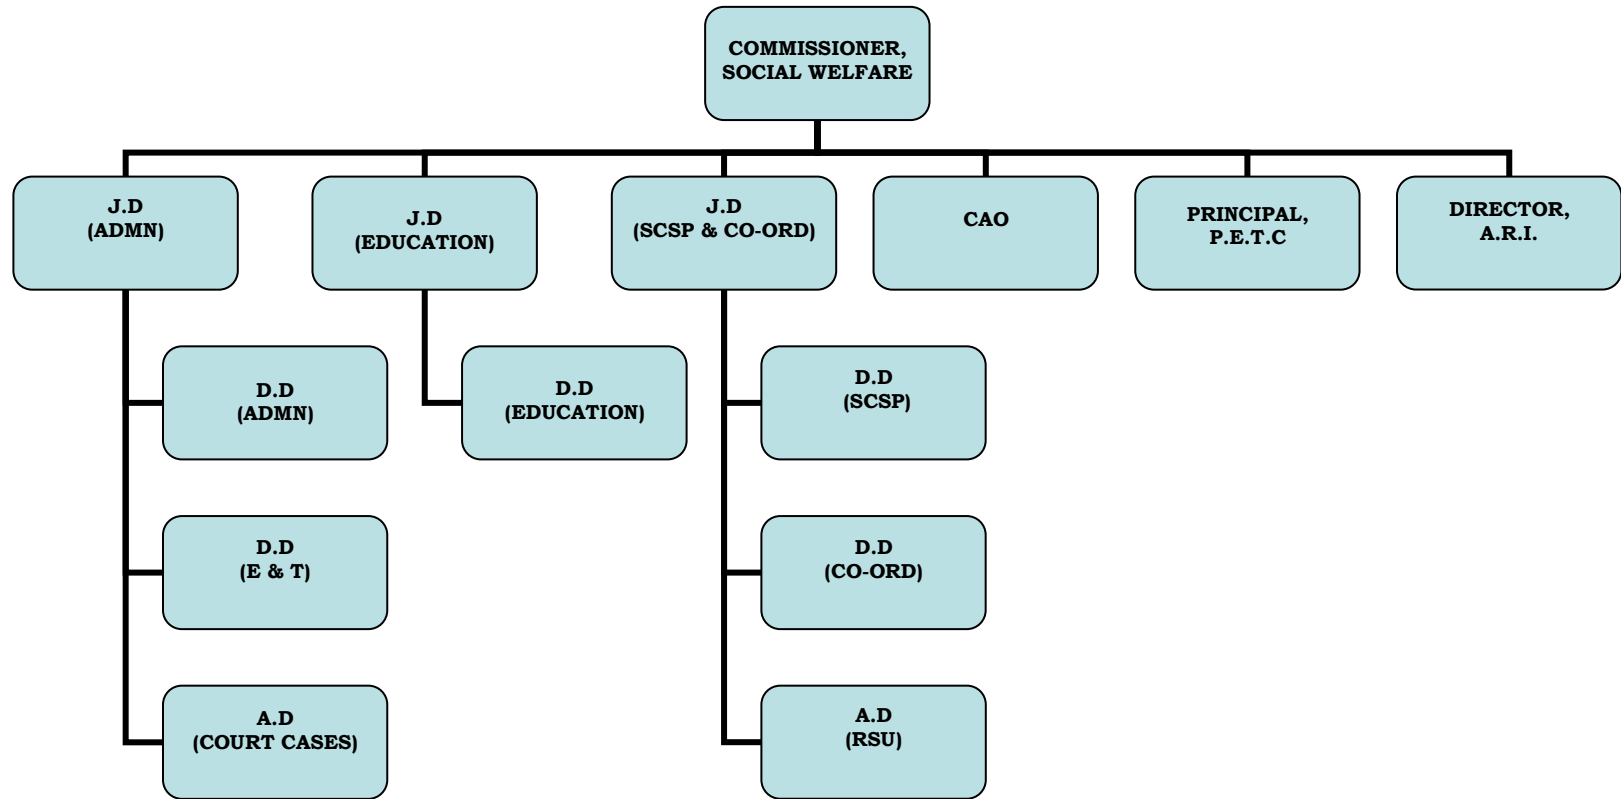 COMMISSIONER,
SOCIAL WELFARE
J.D
(ADMN)
J.D
(EDUCATION)
J.D
(SCSP & CO-ORD)
CAO
PRINCIPAL,
P.E.T.C
DIRECTOR,
A.R.I.
D.D
(ADMN)
D.D
(EDUCATION)
D.D
(SCSP)
D.D
(E & T)
D.D
(CO-ORD)
A.D
(COURT CASES)
A.D
(RSU)